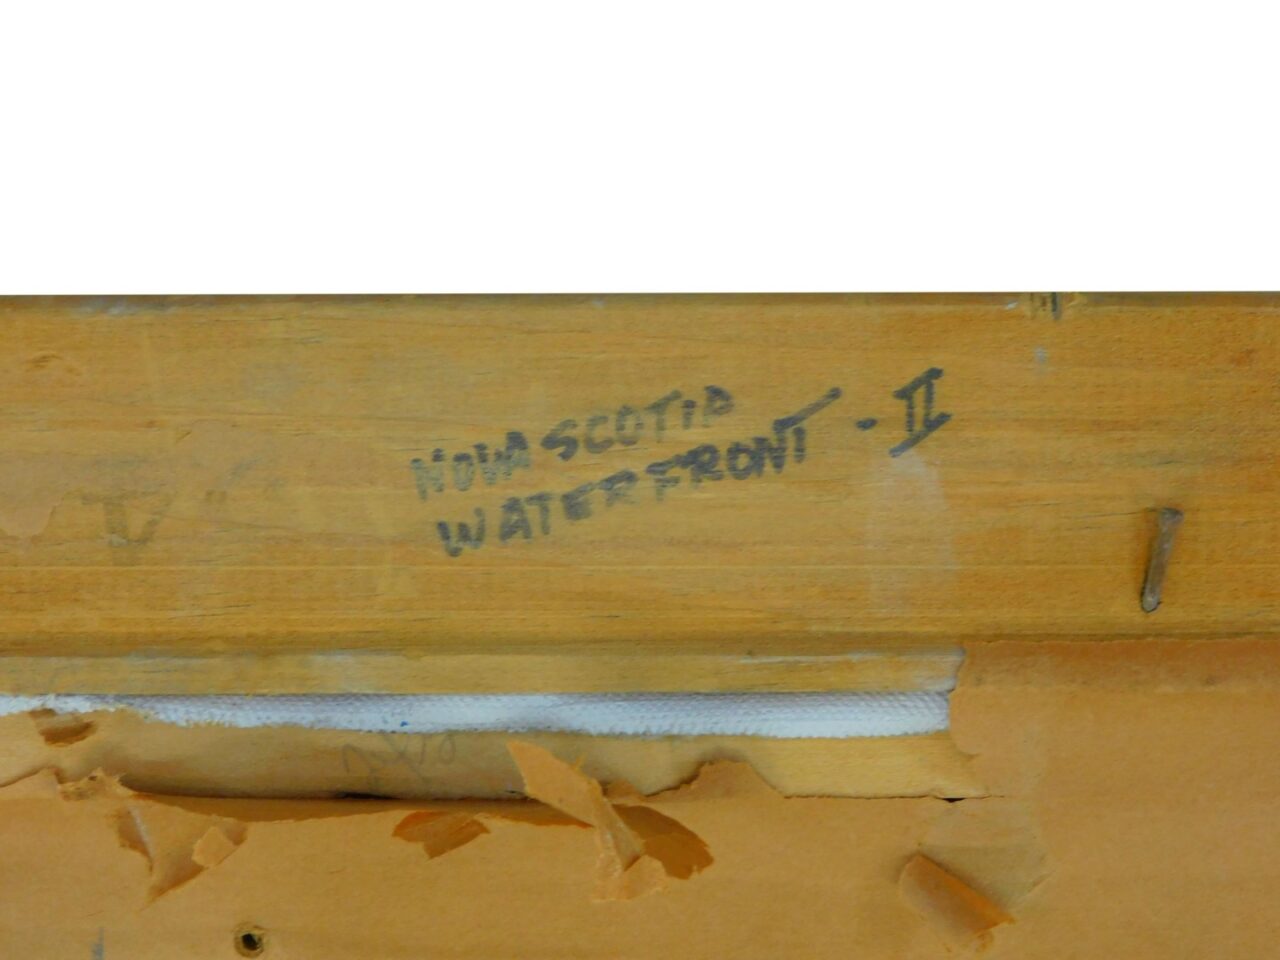 NOVA SCOTIA
WATERFRONT - II